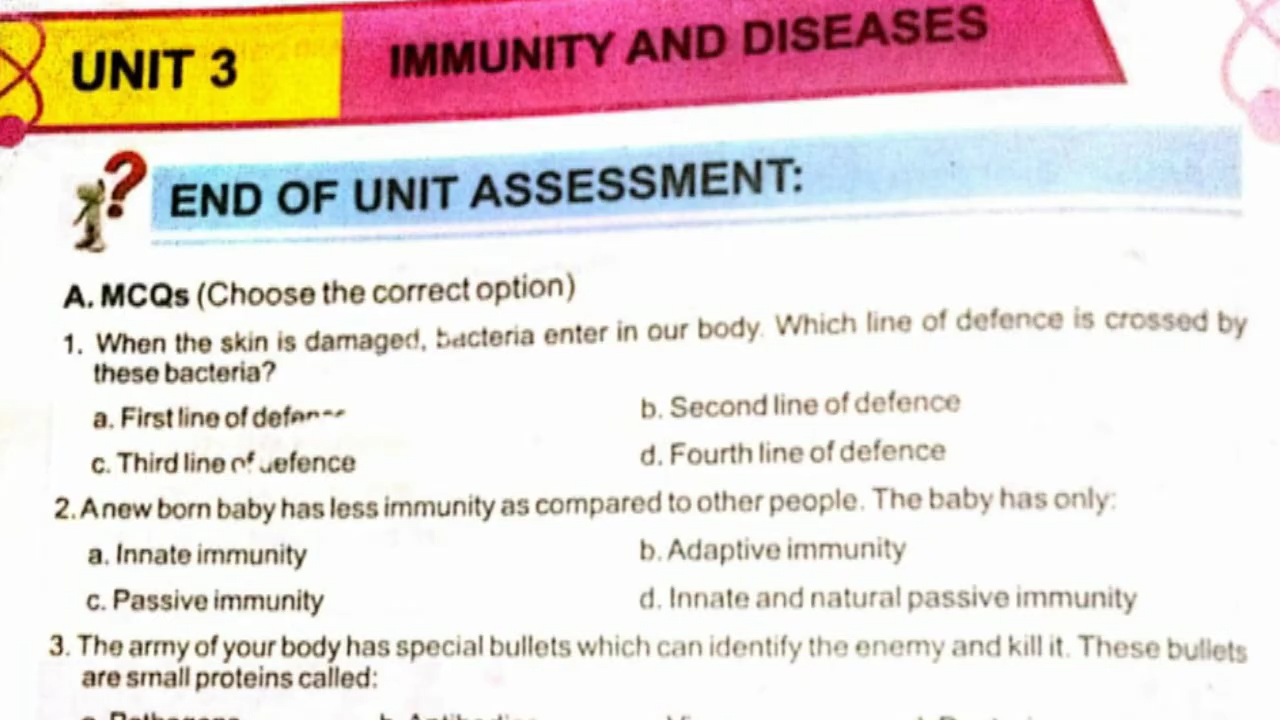 UNIT 3
IMMUNITY AND DISEASES
END OF UNIT ASSESSMENT:
A. MCQs (Choose the correct option)
1. When the skin is damaged, bacteria enter in our body. Which line of defence is crossed by
these bacteria?
a. First line of
b. Second line of defence
c. Third line of defence
d. Fourth line of defence
2. A new born baby has less immunity as compared to other people. The baby has only:
a. Innate immunity
b. Adaptive immunity
c. Passive immunity
d. Innate and natural passive immunity
3. The army of your body has special bullets which can identify the enemy and kill it. These bullets
are small proteins called: